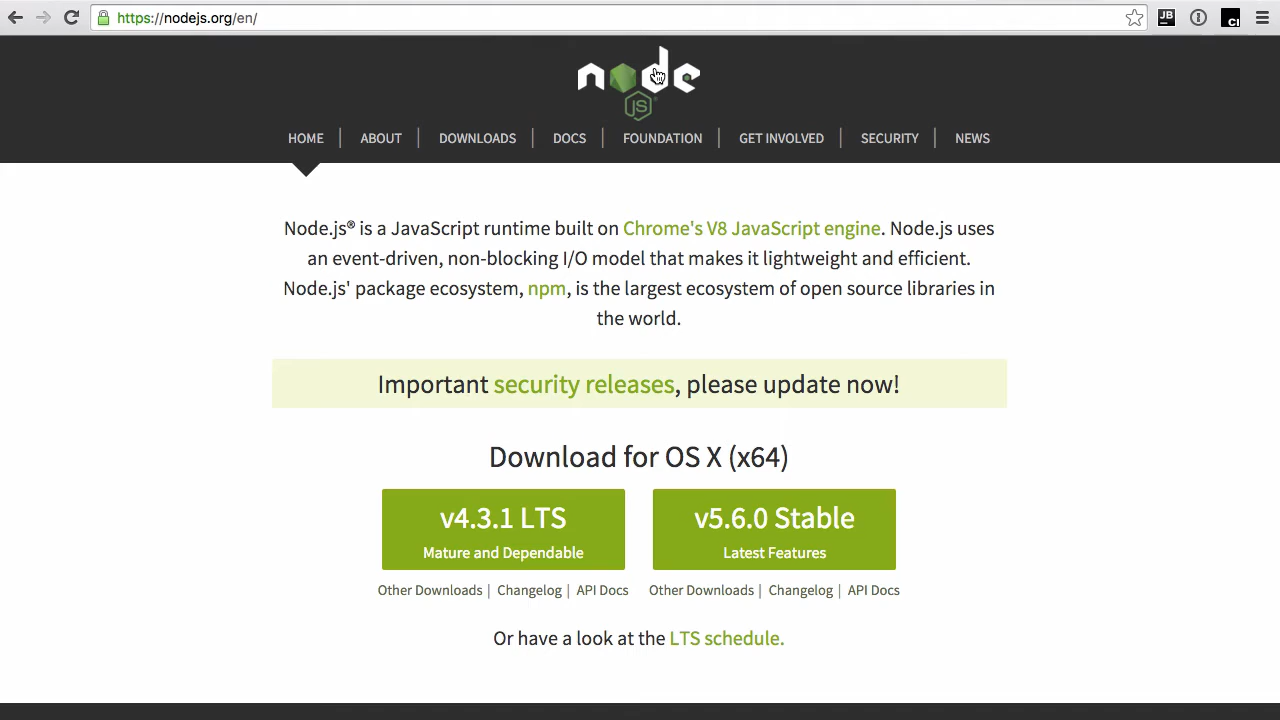 https://nodejs.org/en/
JB
CI
node
JS
HOME | ABOUT | DOWNLOADS | DOCS | FOUNDATION | GET INVOLVED | SECURITY | NEWS
Node.js® is a JavaScript runtime built on Chrome's V8 JavaScript engine. Node.js uses
an event-driven, non-blocking I/O model that makes it lightweight and efficient.
Node.js' package ecosystem, npm, is the largest ecosystem of open source libraries in
the world.
Important security releases, please update now!
Download for OS X (x64)
v4.3.1 LTS
Mature and Dependable
v5.6.0 Stable
Latest Features
Other Downloads | Changelog | API Docs
Other Downloads | Changelog | API Docs
Or have a look at the LTS schedule.